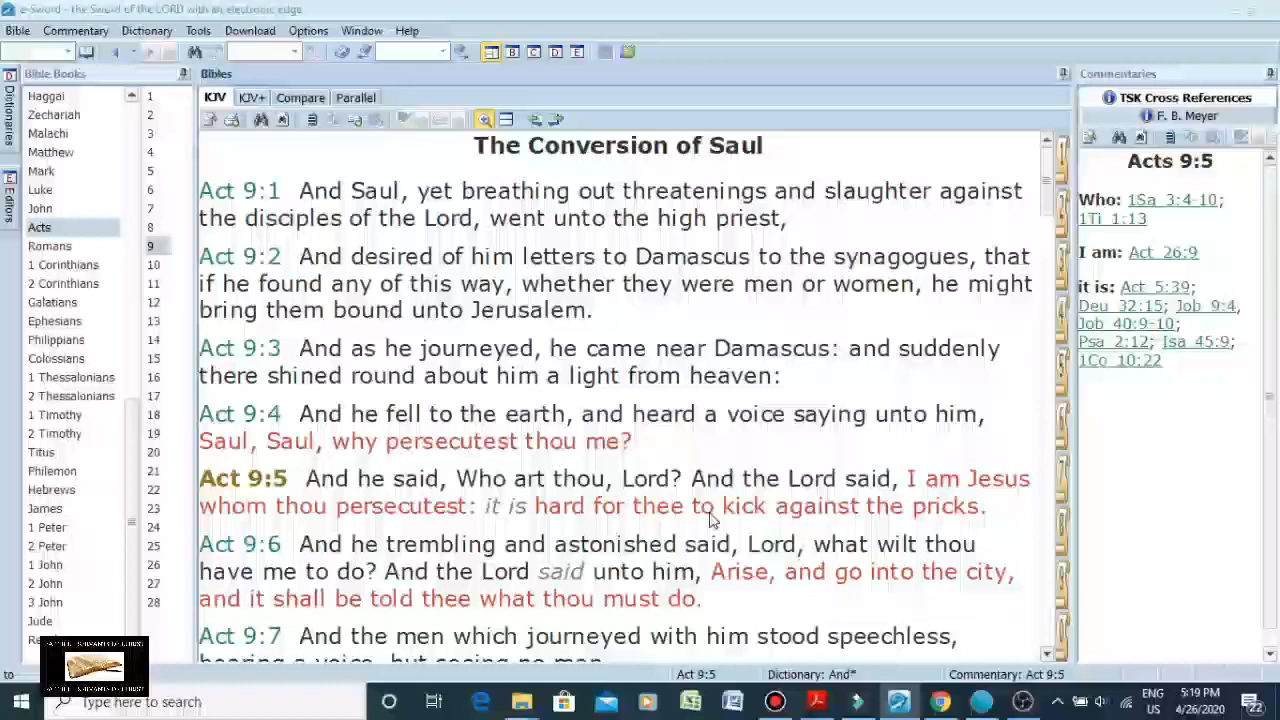 e-Sword - the Sword of the LORD with an electronic edge
Bible Commentary Dictionary Tools Download Options Window Help
B C D E
Dictionaries
Editors
Bible Books
Haggai
Zechariah
Malachi
Matthew
Mark
Luke
John
Acts
Romans
1 Corinthians
2 Corinthians
Galatians
Ephesians
Philippians
Colossians
1 Thessalonians
2 Thessalonians
1 Timothy
2 Timothy
Titus
Philemon
Hebrews
James
1 Peter
2 Peter
1 John
2 John
3 John
Jude
1
2
3
4
5
6
7
8
9
10
11
12
13
14
15
16
17
18
19
20
21
22
23
24
25
26
27
28
Bibles
KJV KJV+ Compare Parallel
The Conversion of Saul
Act 9:1 And Saul, yet breathing out threatenings and slaughter against
the disciples of the Lord, went unto the high priest,
Act 9:2 And desired of him letters to Damascus to the synagogues, that
if he found any of this way, whether they were men or women, he might
bring them bound unto Jerusalem.
Act 9:3 And as he journeyed, he came near Damascus: and suddenly
there shined round about him a light from heaven:
Act 9:4 And he fell to the earth, and heard a voice saying unto him,
Saul, Saul, why persecutest thou me?
Act 9:5 And he said, Who art thou, Lord? And the Lord said, I am Jesus
whom thou persecutest: it is hard for thee to kick against the pricks.
Act 9:6 And he trembling and astonished said, Lord, what wilt thou
have me to do? And the Lord said unto him, Arise, and go into the city,
and it shall be told thee what thou must do.
Act 9:7 And the men which journeyed with him stood speechless,
hearing a voice, but seeing no man.
Commentaries
TSK Cross References
F. B. Meyer
Acts 9:5
Who: 1Sa 3:4-10;
1Ti 1:13
I am: Act 26:9
it is: Act 5:39;
Deu 32:15; Job 9:4,
Job 40:9-10;
Psa 2:12; Isa 45:9;
1Co 10:22
Act 9:5
Dictionary: And*
Commentary: Act 9:5
Type here to search
ENG
US
5:19 PM
4/26/2020
22